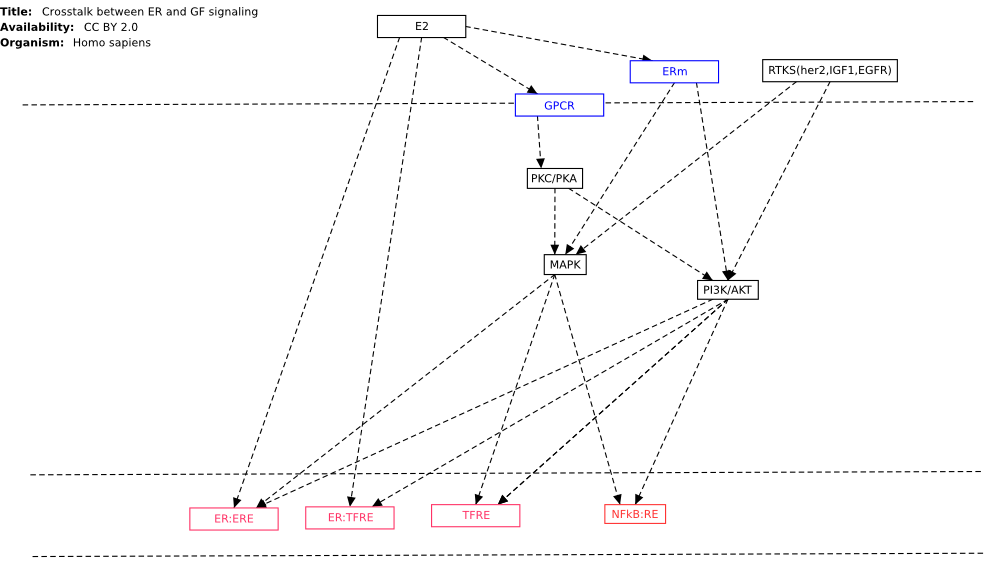 Title: Crosstalk between ER and GF signaling
Availability: CC BY 2.0
Organism: Homo sapiens
E2
ERm
RTKS(her2,IGF1,EGFR)
GPCR
PKC/PKA
MAPK
PI3K/AKT
ER:ERE
ER:TFRE
TFRE
NFkB:RE